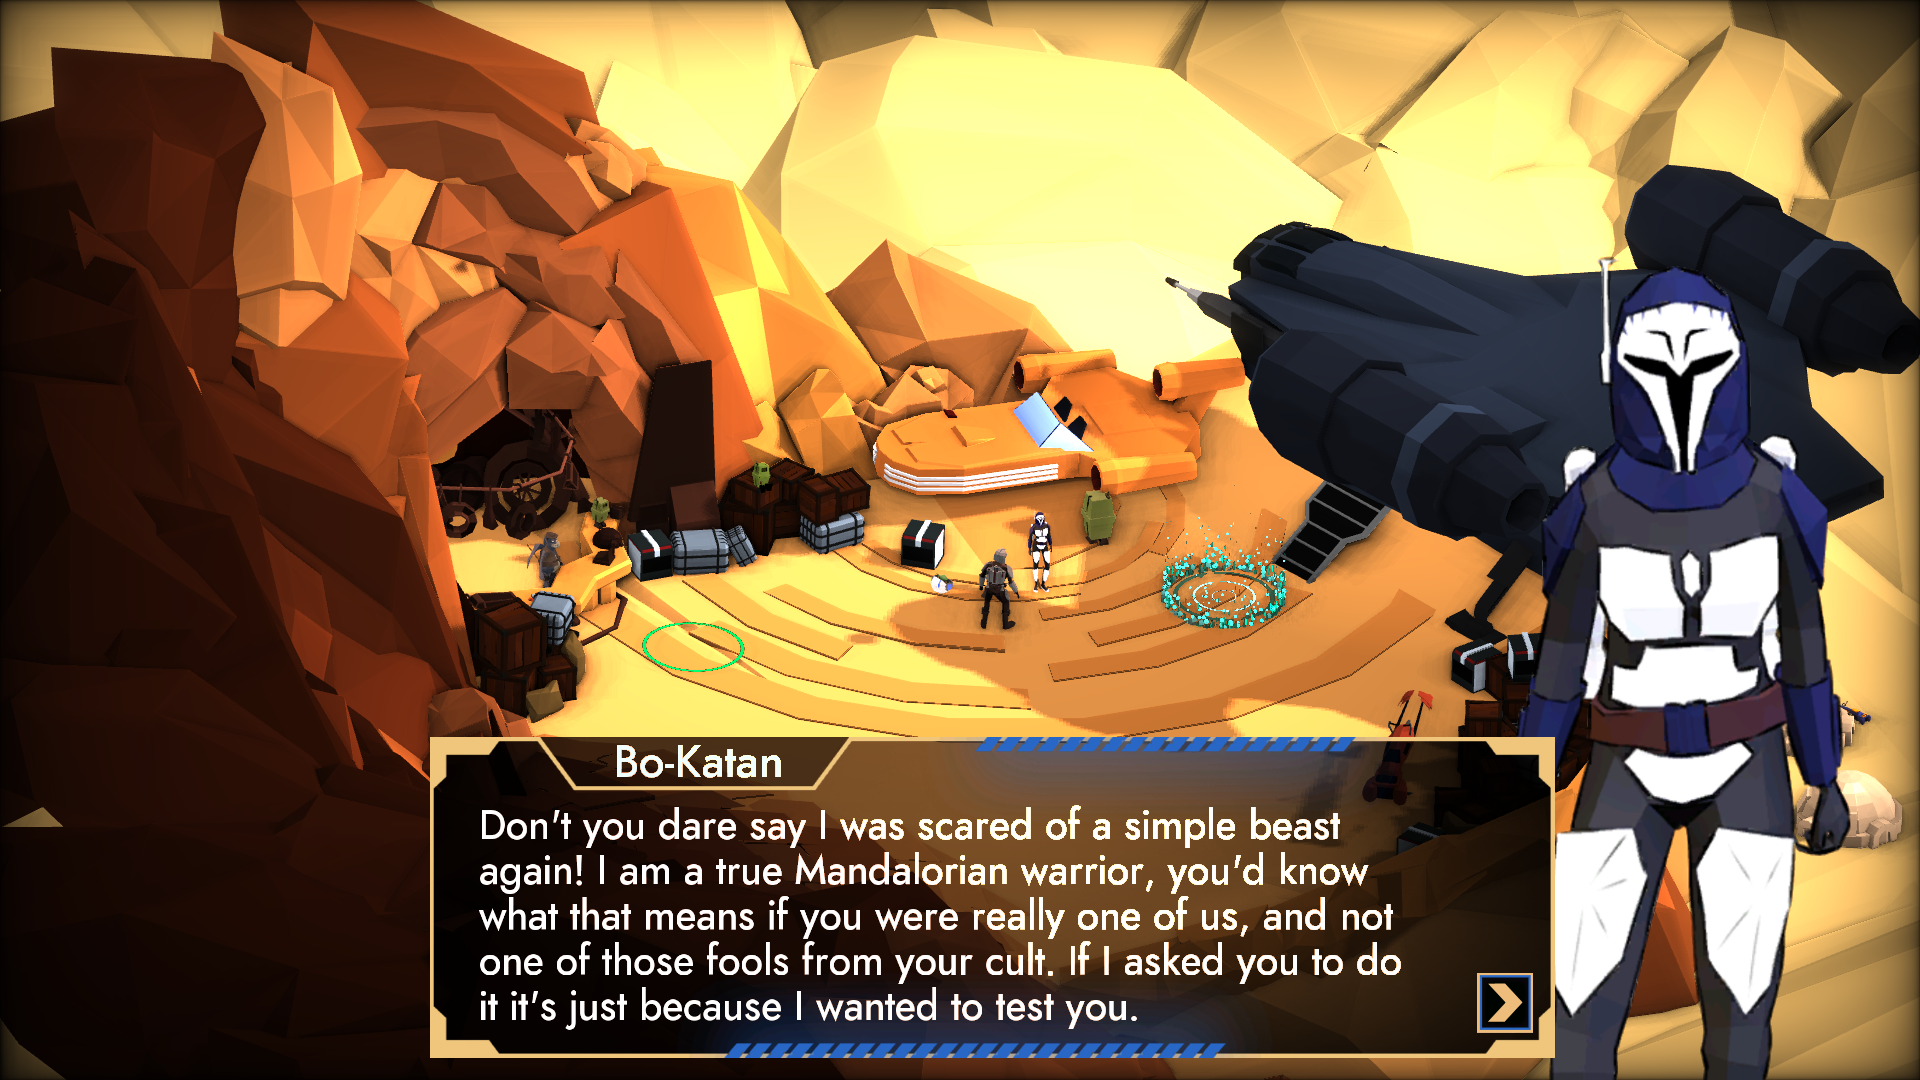 Bo-Katan
Don't you dare say I was scared of a simple beast
again! I am a true Mandalorian warrior, you'd know
what that means if you were really one of us, and not
one of those fools from your cult. If I asked you to do
it it's just because I wanted to test you.